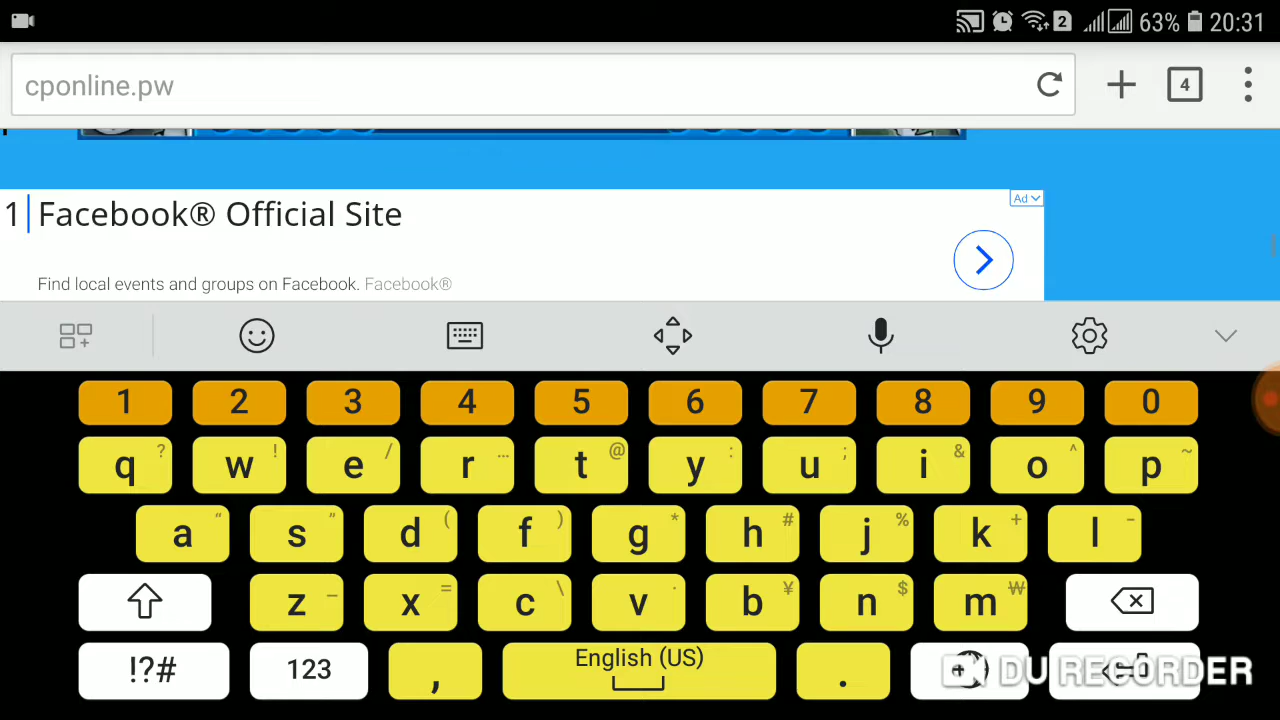 2 63% 20:31
cponline.pw
4
1 Facebook® Official Site
Ad
Find local events and groups on Facebook. Facebook®
1 2 3 4 5 6 7 8 9 0
q ? w ! e / r ... t @ y : u ; i & o ^ p ~
a “ s ” d ( f ) g * h # j % k + l -
z _ x = c \ v · b ¥ n $ m ₩
!?# 123 , English (US) .
DU RECORDER